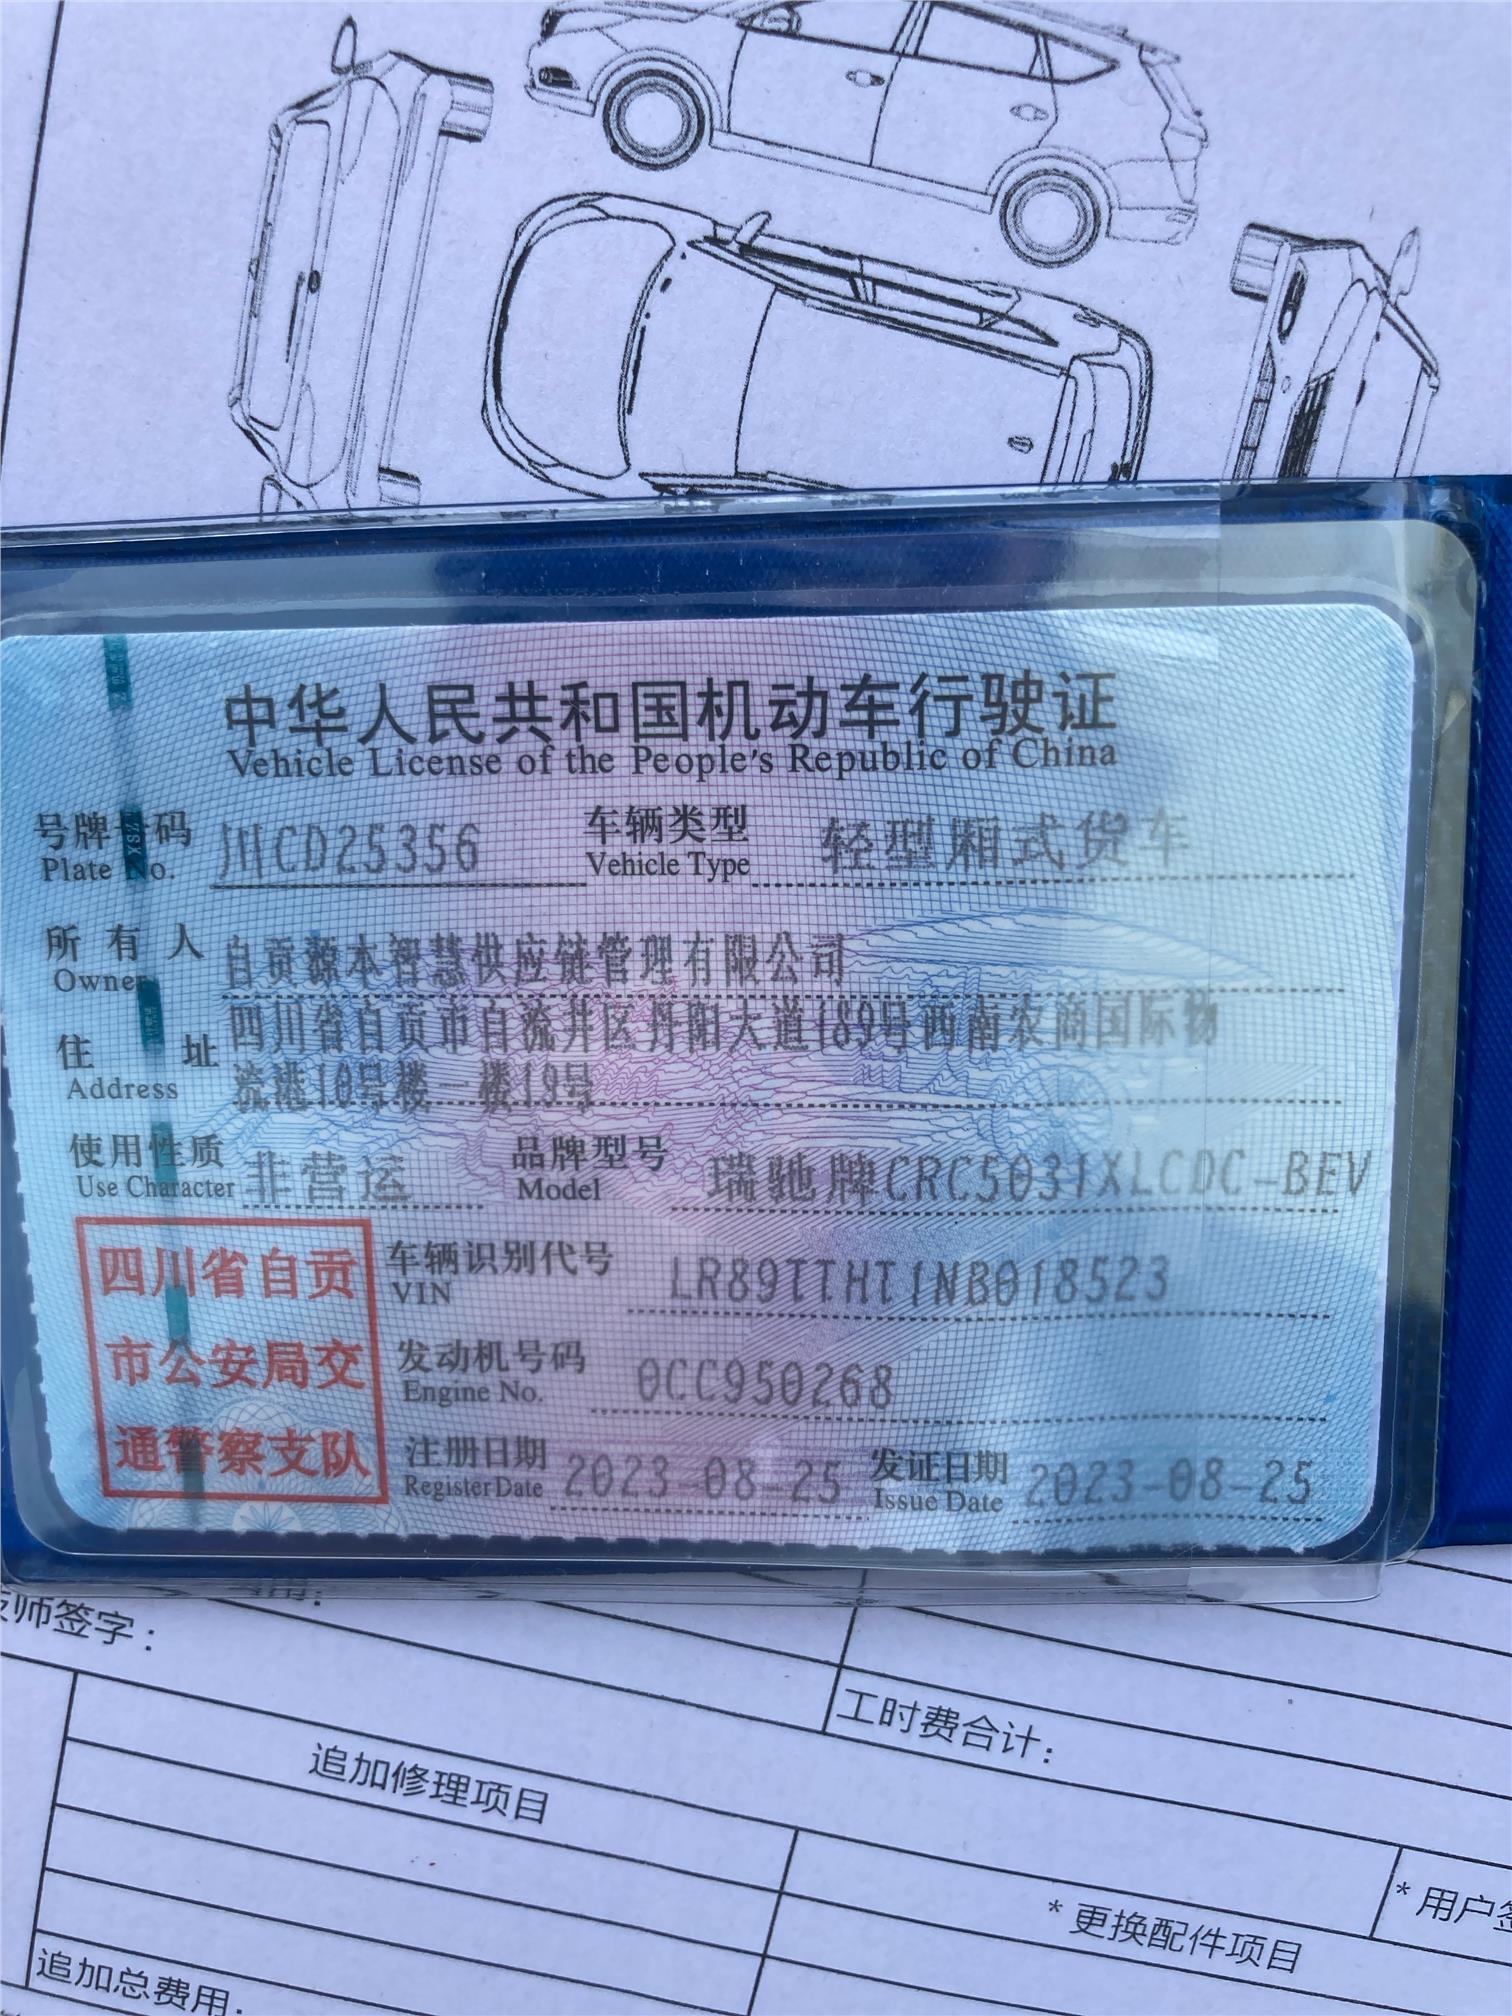 中华人民共和国机动车行驶证
Vehicle License of the People's Republic of China
号牌号码 川CD25356 车辆类型 轻型厢式货车
Plate No. Vehicle Type
所有人 自贡源本智慧供应链管理有限公司
Owner
住址 四川省自贡市自流井区丹阳大道189号西南农商国际物
流港10号楼一楼19号
Address
使用性质 非营运 品牌型号 瑞驰牌CRC5031XLCDC-BEV
Use Character Model
四川省自贡
市公安局交
通警察支队
车辆识别代号 LR89TTHT1NB018523
VIN
发动机号码 0CC950268
Engine No.
注册日期 2023-08-25 发证日期 2023-08-25
Register Date Issue Date
师签字：
工时费合计：
追加修理项目
* 更换配件项目
* 用户签
追加总费用：